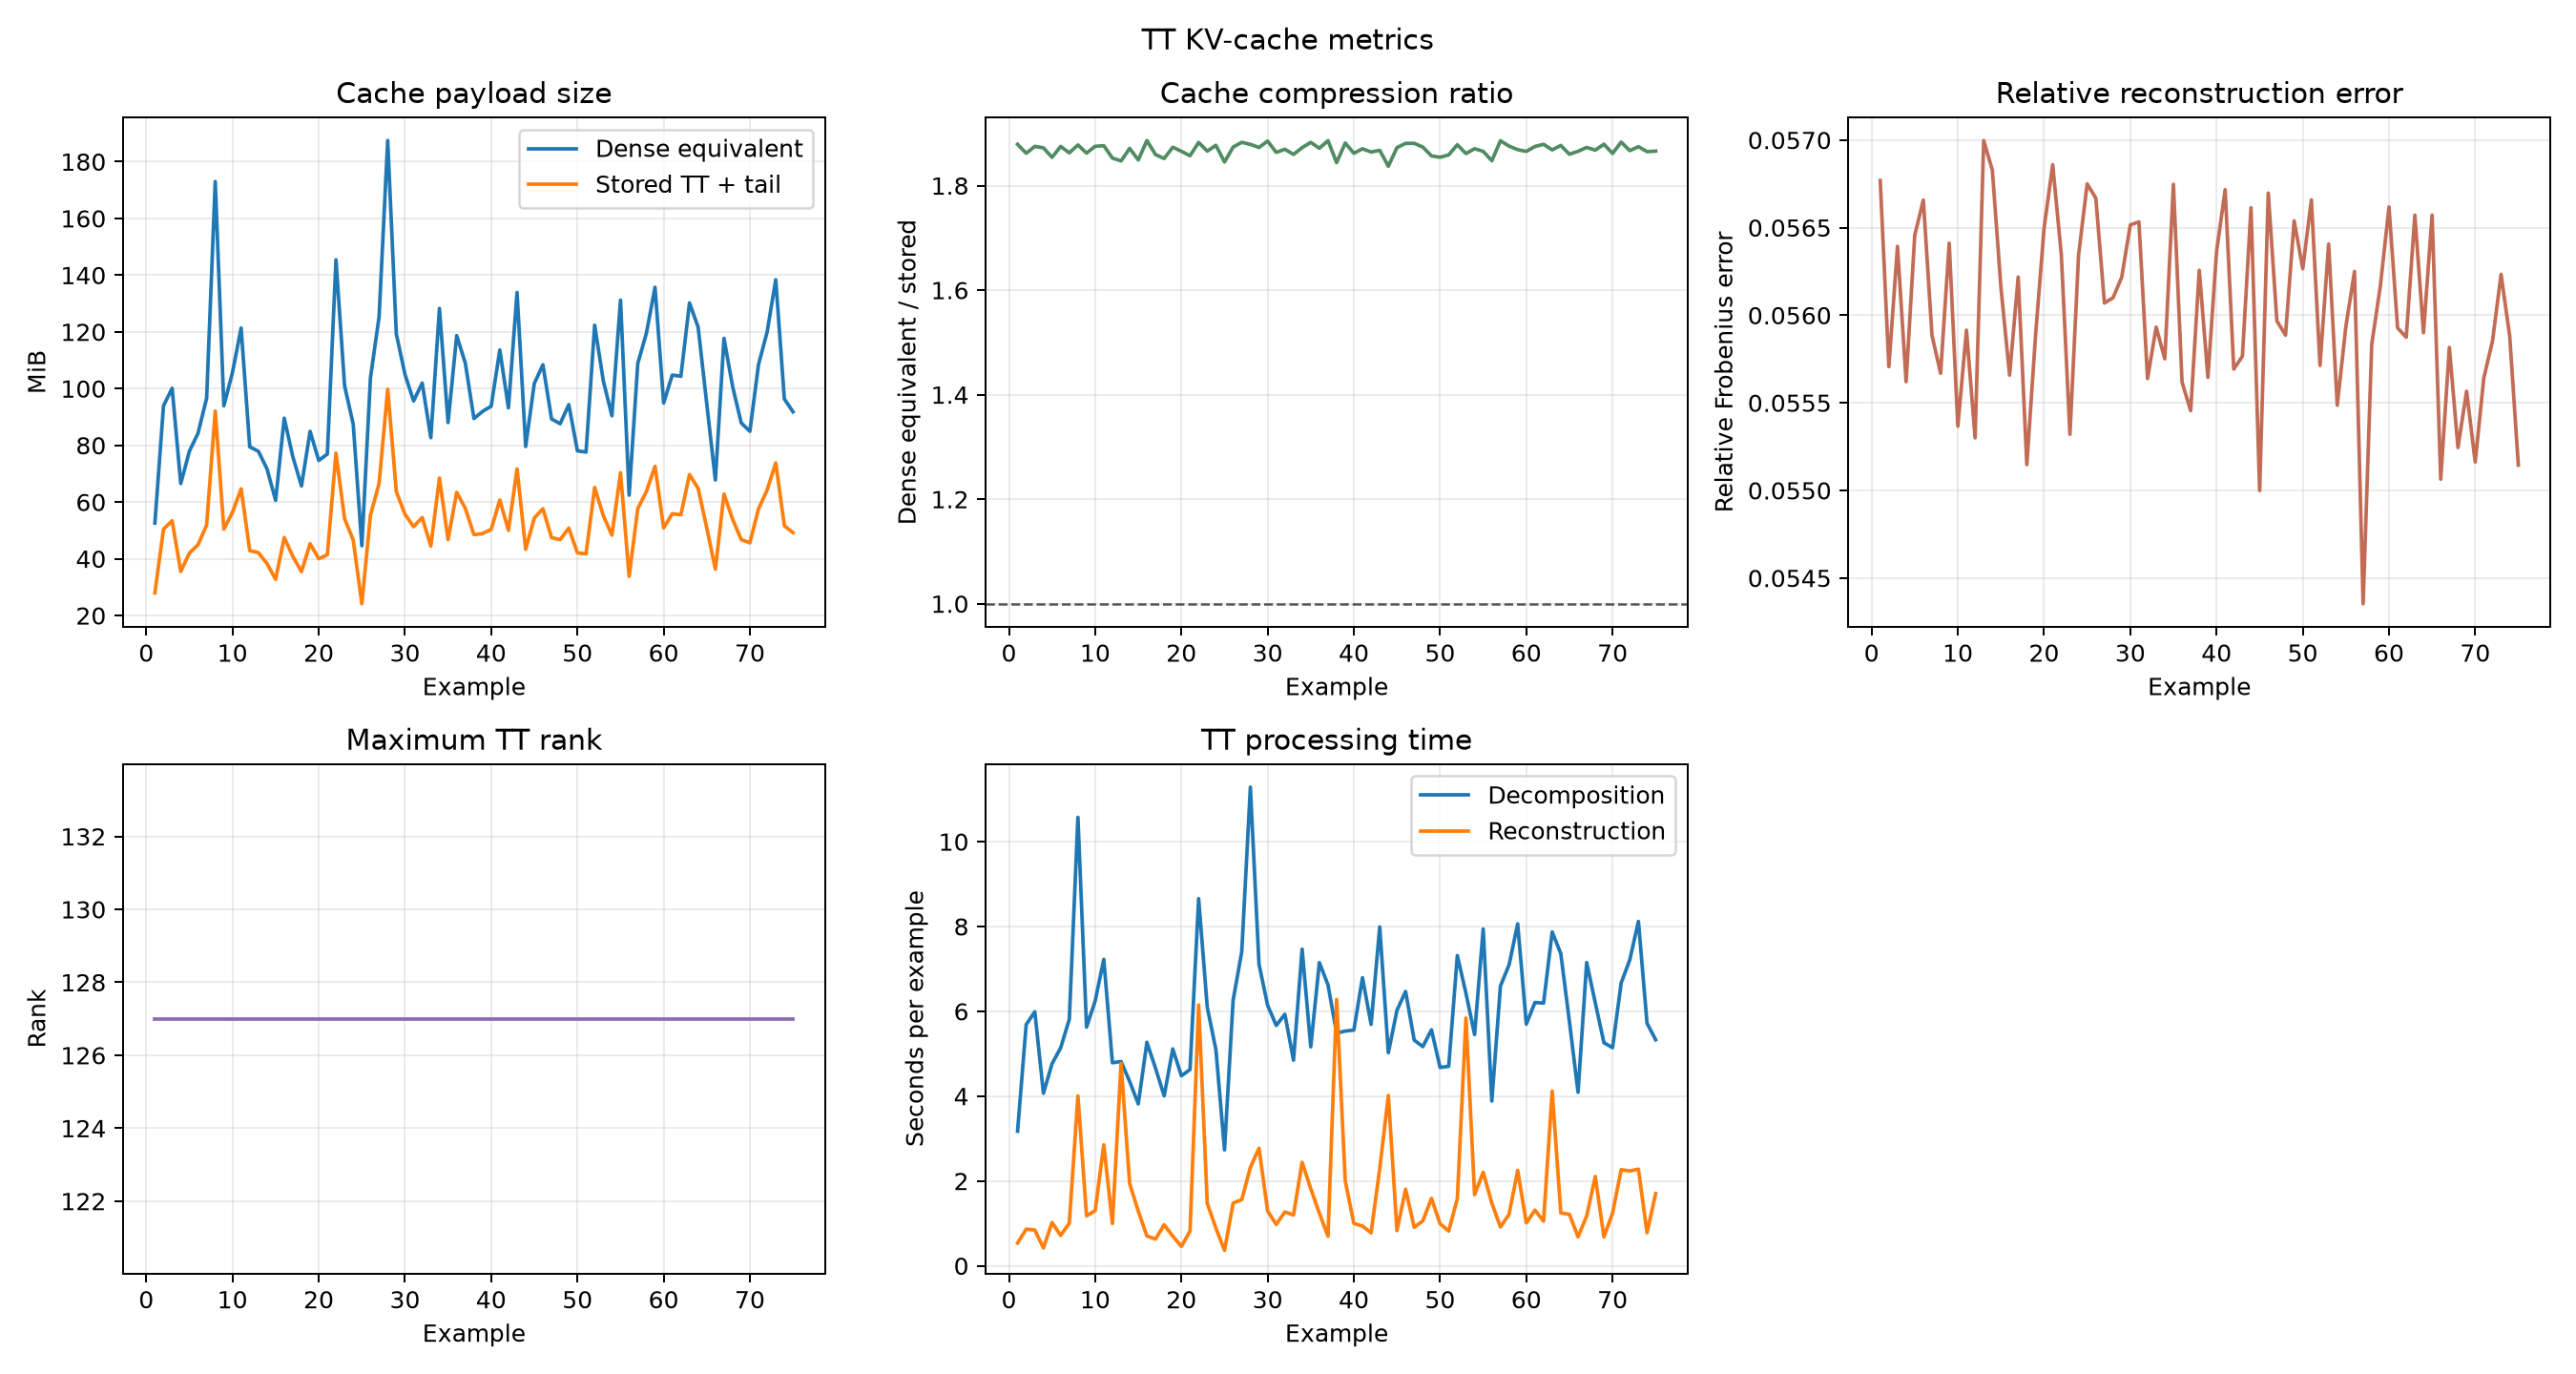 TT KV-cache metrics
Cache payload size
MiB
180
160
140
120
100
80
60
40
20
Dense equivalent
Stored TT + tail
0 10 20 30 40 50 60 70
Example
Cache compression ratio
Dense equivalent / stored
1.8
1.6
1.4
1.2
1.0
0 10 20 30 40 50 60 70
Example
Relative reconstruction error
Relative Frobenius error
0.0570
0.0565
0.0560
0.0555
0.0550
0.0545
0 10 20 30 40 50 60 70
Example
Maximum TT rank
Rank
132
130
128
126
124
122
0 10 20 30 40 50 60 70
Example
TT processing time
Seconds per example
10
8
6
4
2
0
Decomposition
Reconstruction
0 10 20 30 40 50 60 70
Example